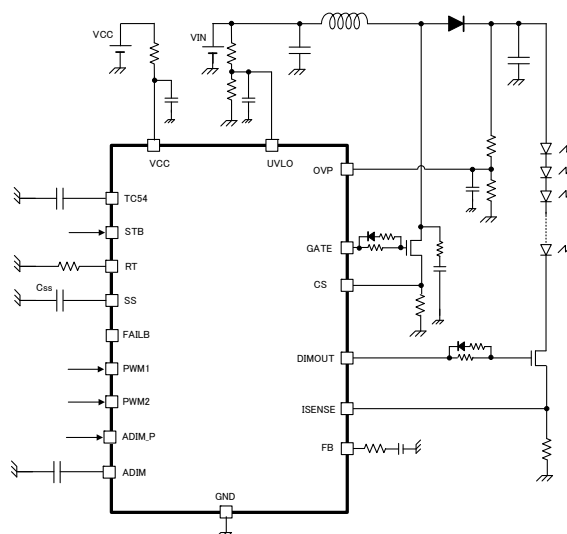 VCC
VIN
VCC
UVLO
OVP
TC54
STB
GATE
RT
CS
Css
SS
FAILB
DIMOUT
PWM1
PWM2
ISENSE
ADIM_P
FB
ADIM
GND